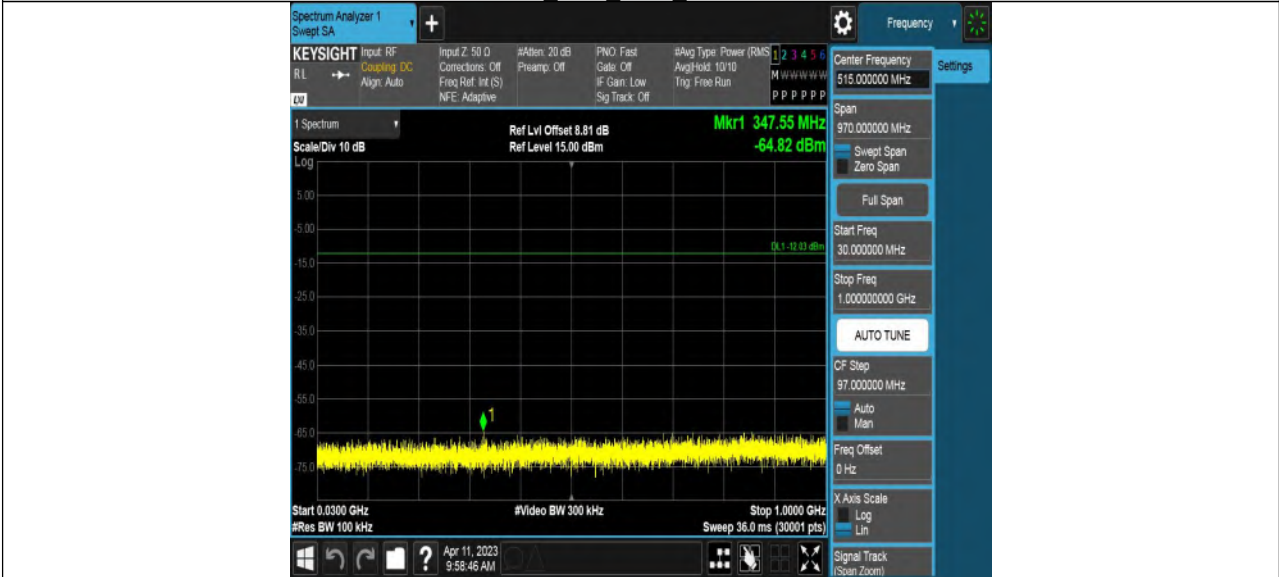 Spectrum Analyzer 1
Swept SA
+
Frequency
KEYSIGHT
RL
LXI
Input: RF
Coupling: DC
Align: Auto
Input Z: 50 Ω
Corrections: Off
Freq Ref: Int (S)
NFE: Adaptive
#Atten: 20 dB
Preamp: Off
PNO: Fast
Gate: Off
IF Gain: Low
Sig Track: Off
#Avg Type: Power (RMS
Avg|Hold: 10/10
Trig: Free Run
1 2 3 4 5 6
M W W W W W
P P P P P P
1 Spectrum
Scale/Div 10 dB
Log
Ref Lvl Offset 8.81 dB
Ref Level 15.00 dBm
Mkr1 347.55 MHz
-64.82 dBm
5.00
-5.00
-15.0
-25.0
-35.0
-45.0
-55.0
-65.0
-75.0
DL1 -12.03 dBm
1
Start 0.0300 GHz
#Res BW 100 kHz
#Video BW 300 kHz
Stop 1.0000 GHz
Sweep 36.0 ms (30001 pts)
?
Apr 11, 2023
9:58:46 AM
Center Frequency
515.000000 MHz
Settings
Span
970.000000 MHz
Swept Span
Zero Span
Full Span
Start Freq
30.000000 MHz
Stop Freq
1.000000000 GHz
AUTO TUNE
CF Step
97.000000 MHz
Auto
Man
Freq Offset
0 Hz
X Axis Scale
Log
Lin
Signal Track
(Span Zoom)